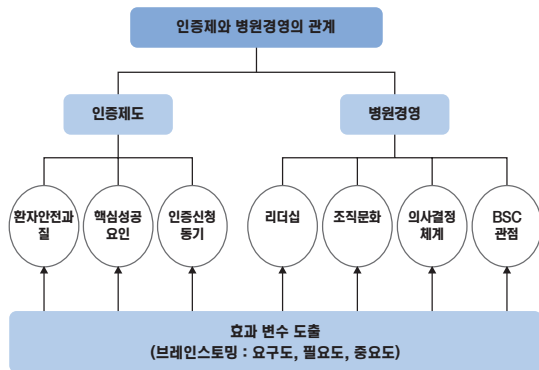 인증제와 병원경영의 관계
인증제도
병원경영
환자안전과
질
핵심성공
요인
인증신청
동기
리더십
조직문화
의사결정
체계
BSC
관점
효과 변수 도출
(브레인스토밍 : 요구도, 필요도, 중요도)